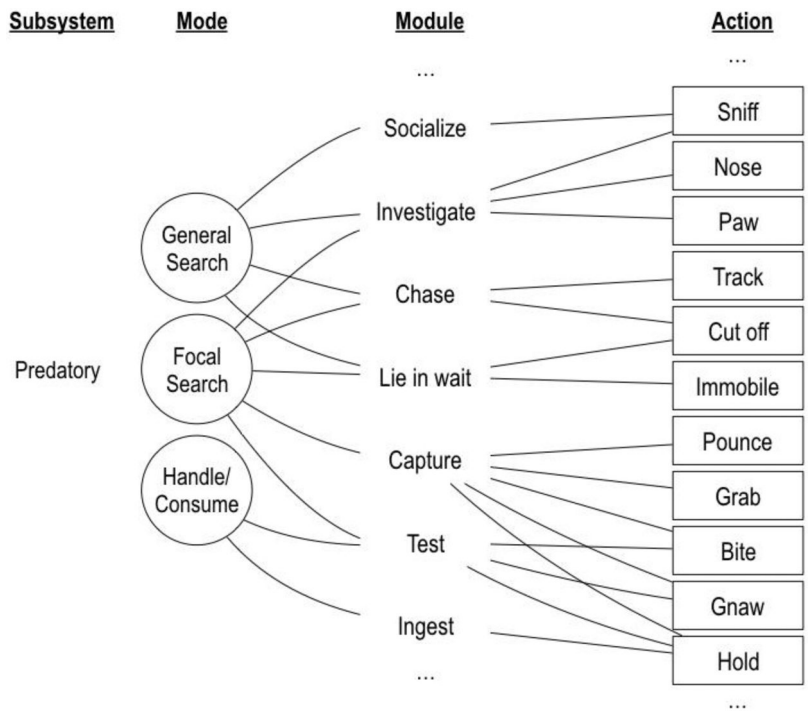 Subsystem Mode Module Action
...
...
Socialize
Sniff
Nose
Investigate
Paw
General
Search
Chase
Track
Cut off
Predatory
Focal
Search
Lie in wait
Immobile
Capture
Pounce
Grab
Handle/
Consume
Test
Bite
Gnaw
Ingest
Hold
...
...